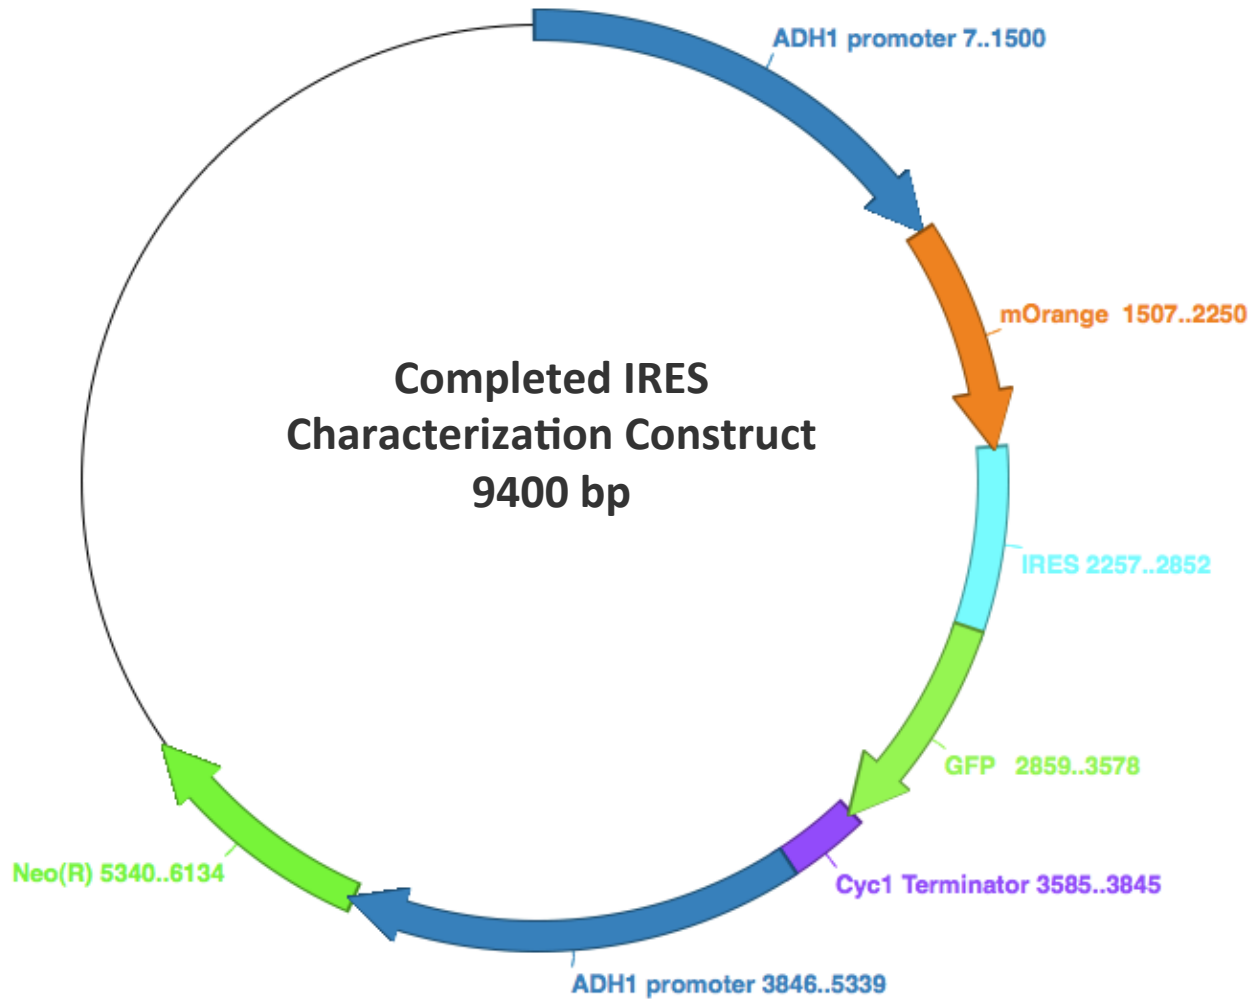 ADH1 promoter 7..1500
mOrange 1507..2250
Completed IRES
Characterization Construct
9400 bp
IRES 2257..2852
GFP 2859..3578
Neo(R) 5340..6134
Cyc1 Terminator 3585..3845
ADH1 promoter 3846..5339